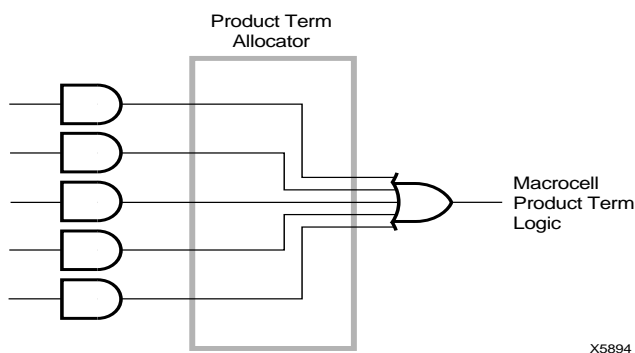 Product Term
Allocator
Macrocell
Product Term
Logic
X5894